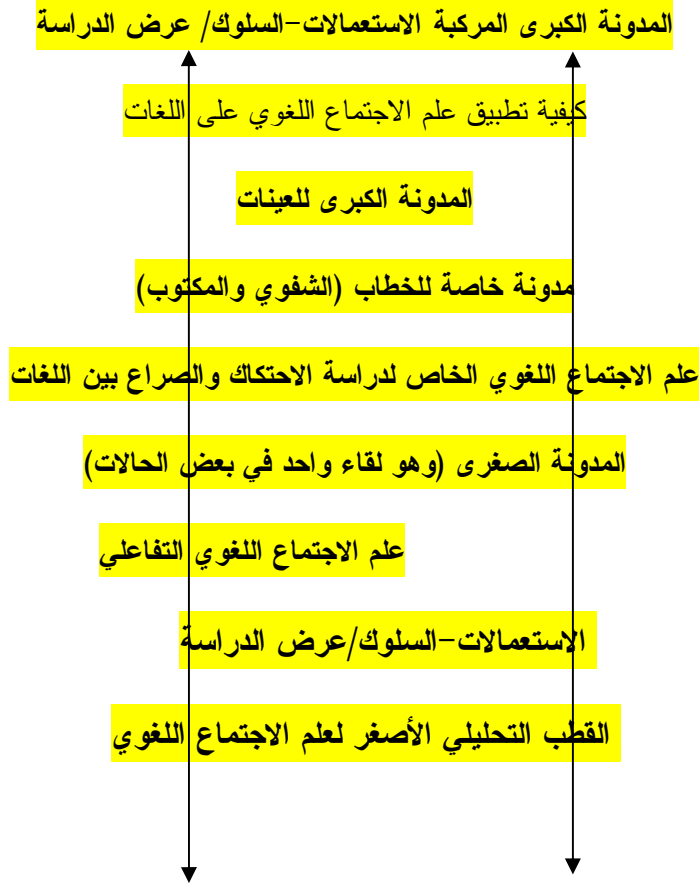 المدونة الكبرى المركبة الاستعمالات-السلوك/ عرض الدراسة
كيفية تطبيق علم الاجتماع اللغوي على اللغات
المدونة الكبرى للعينات
مدونة خاصة للخطاب (الشفوي والمكتوب)
علم الاجتماع اللغوي الخاص لدراسة الاحتكاك والصراع بين اللغات
المدونة الصغرى (وهو لقاء واحد في بعض الحالات)
علم الاجتماع اللغوي التفاعلي
الاستعمالات-السلوك/عرض الدراسة
القطب التحليلي الأصغر لعلم الاجتماع اللغوي